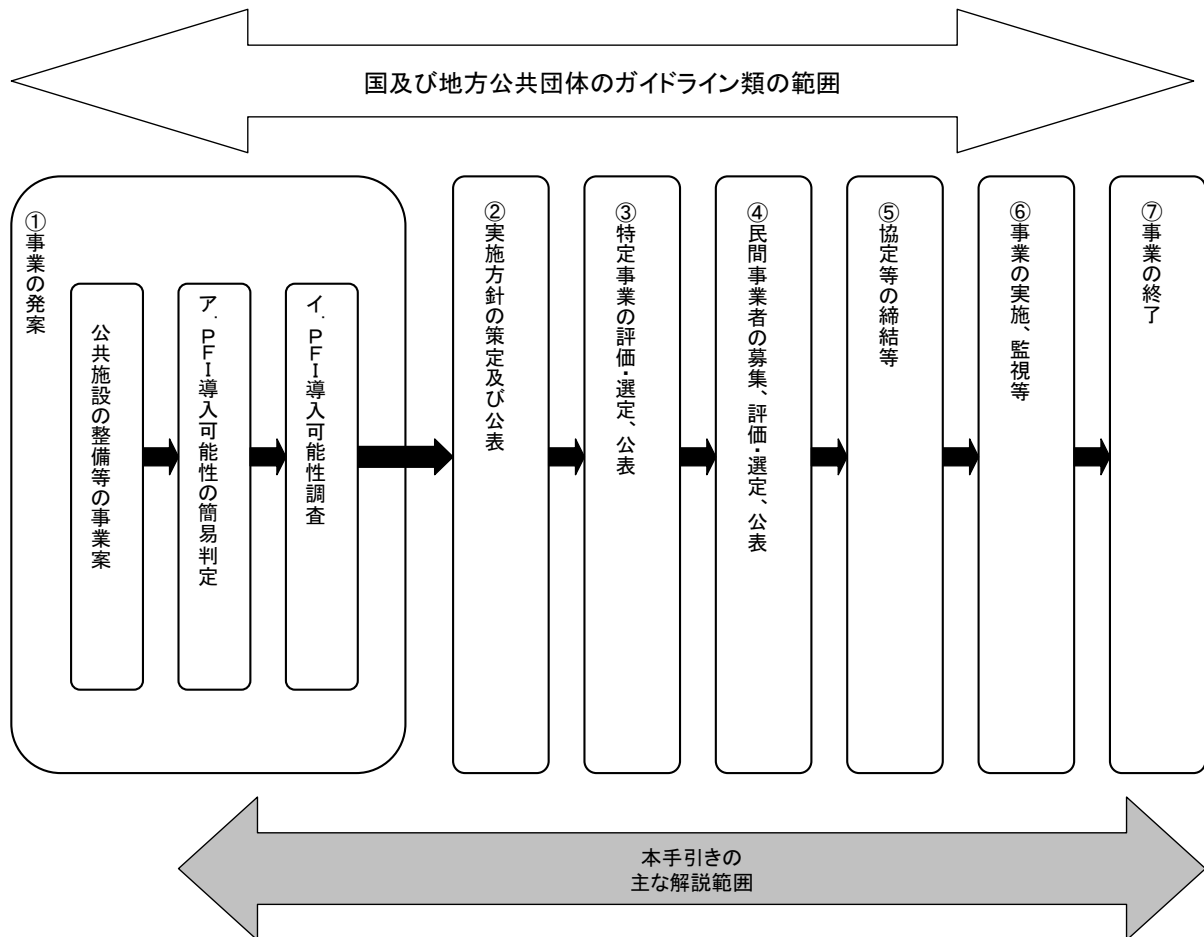 国及び地方公共団体のガイドライン類の範囲
①事業の発案
公共施設の整備等の事業案
ア．PFI導入可能性の簡易判定
イ．PFI導入可能性調査
②実施方針の策定及び公表
③特定事業の評価・選定、公表
④民間事業者の募集、評価・選定、公表
⑤協定等の締結等
⑥事業の実施、監視等
⑦事業の終了
本手引きの
主な解説範囲